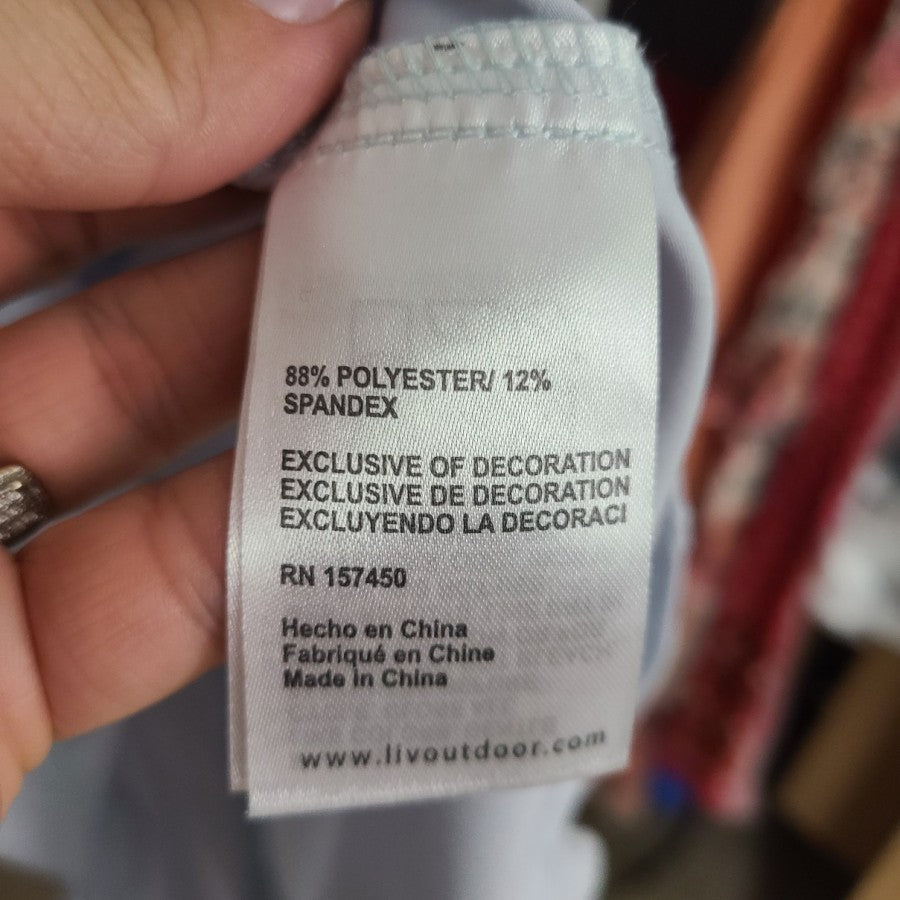 88% POLYESTER/ 12%
SPANDEX
EXCLUSIVE OF DECORATION
EXCLUSIVE DE DECORATION
EXCLUYENDO LA DECORACI
RN 157450
Hecho en China
Fabriqué en Chine
Made in China
www.livoutdoor.com